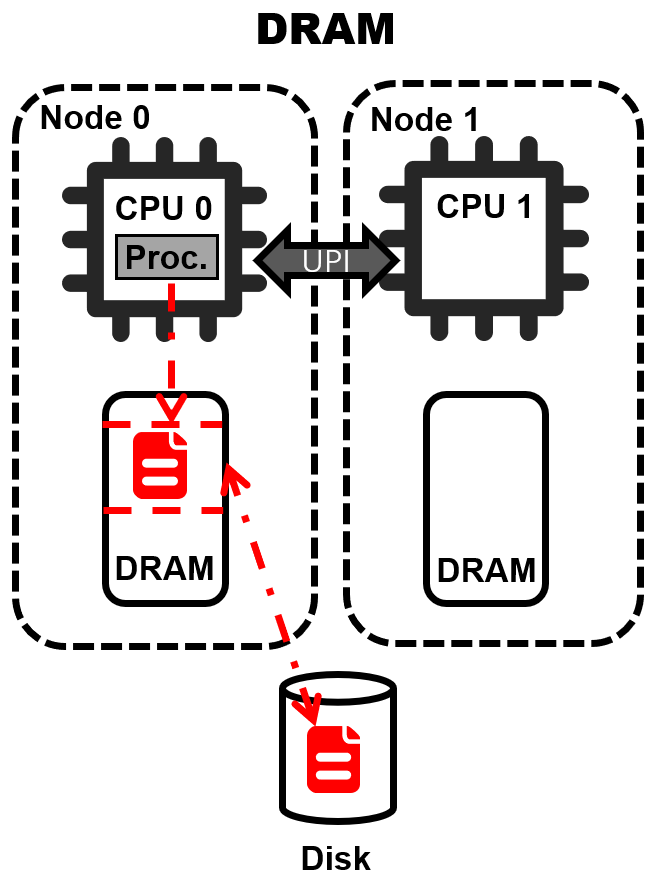 DRAM
Node 0
Node 1
CPU 0
Proc.
UPI
CPU 1
DRAM
DRAM
Disk